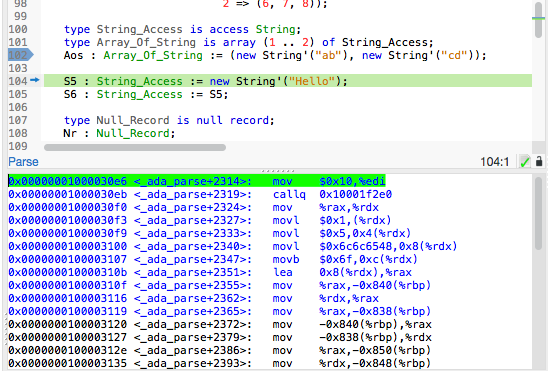 98 2 => (6, 7, 8));
99
100 type String_Access is access String;
101 type Array_Of_String is array (1 .. 2) of String_Access;
102 Aos : Array_Of_String := (new String'("ab"), new String'("cd"));
103
104 S5 : String_Access := new String'("Hello");
105 S6 : String_Access := S5;
106
107 type Null_Record is null record;
108 Nr : Null_Record;
109
Parse 104:1
0x00000001000030e6 <_ada_parse+2314>: mov $0x10,%edi
0x00000001000030eb <_ada_parse+2319>: callq 0x10001f2e0
0x00000001000030f0 <_ada_parse+2324>: mov %rax,%rdx
0x00000001000030f3 <_ada_parse+2327>: movl $0x1,(%rdx)
0x00000001000030f9 <_ada_parse+2333>: movl $0x5,0x4(%rdx)
0x0000000100003100 <_ada_parse+2340>: movl $0x6c6c6548,0x8(%rdx)
0x0000000100003107 <_ada_parse+2347>: movb $0x6f,0xc(%rdx)
0x000000010000310b <_ada_parse+2351>: lea 0x8(%rdx),%rax
0x000000010000310f <_ada_parse+2355>: mov %rax,-0x840(%rbp)
0x0000000100003116 <_ada_parse+2362>: mov %rdx,%rax
0x0000000100003119 <_ada_parse+2365>: mov %rax,-0x838(%rbp)
0x0000000100003120 <_ada_parse+2372>: mov -0x840(%rbp),%rax
0x0000000100003127 <_ada_parse+2379>: mov -0x838(%rbp),%rdx
0x000000010000312e <_ada_parse+2386>: mov %rax,-0x850(%rbp)
0x0000000100003135 <_ada_parse+2393>: mov %rdx,-0x848(%rbp)